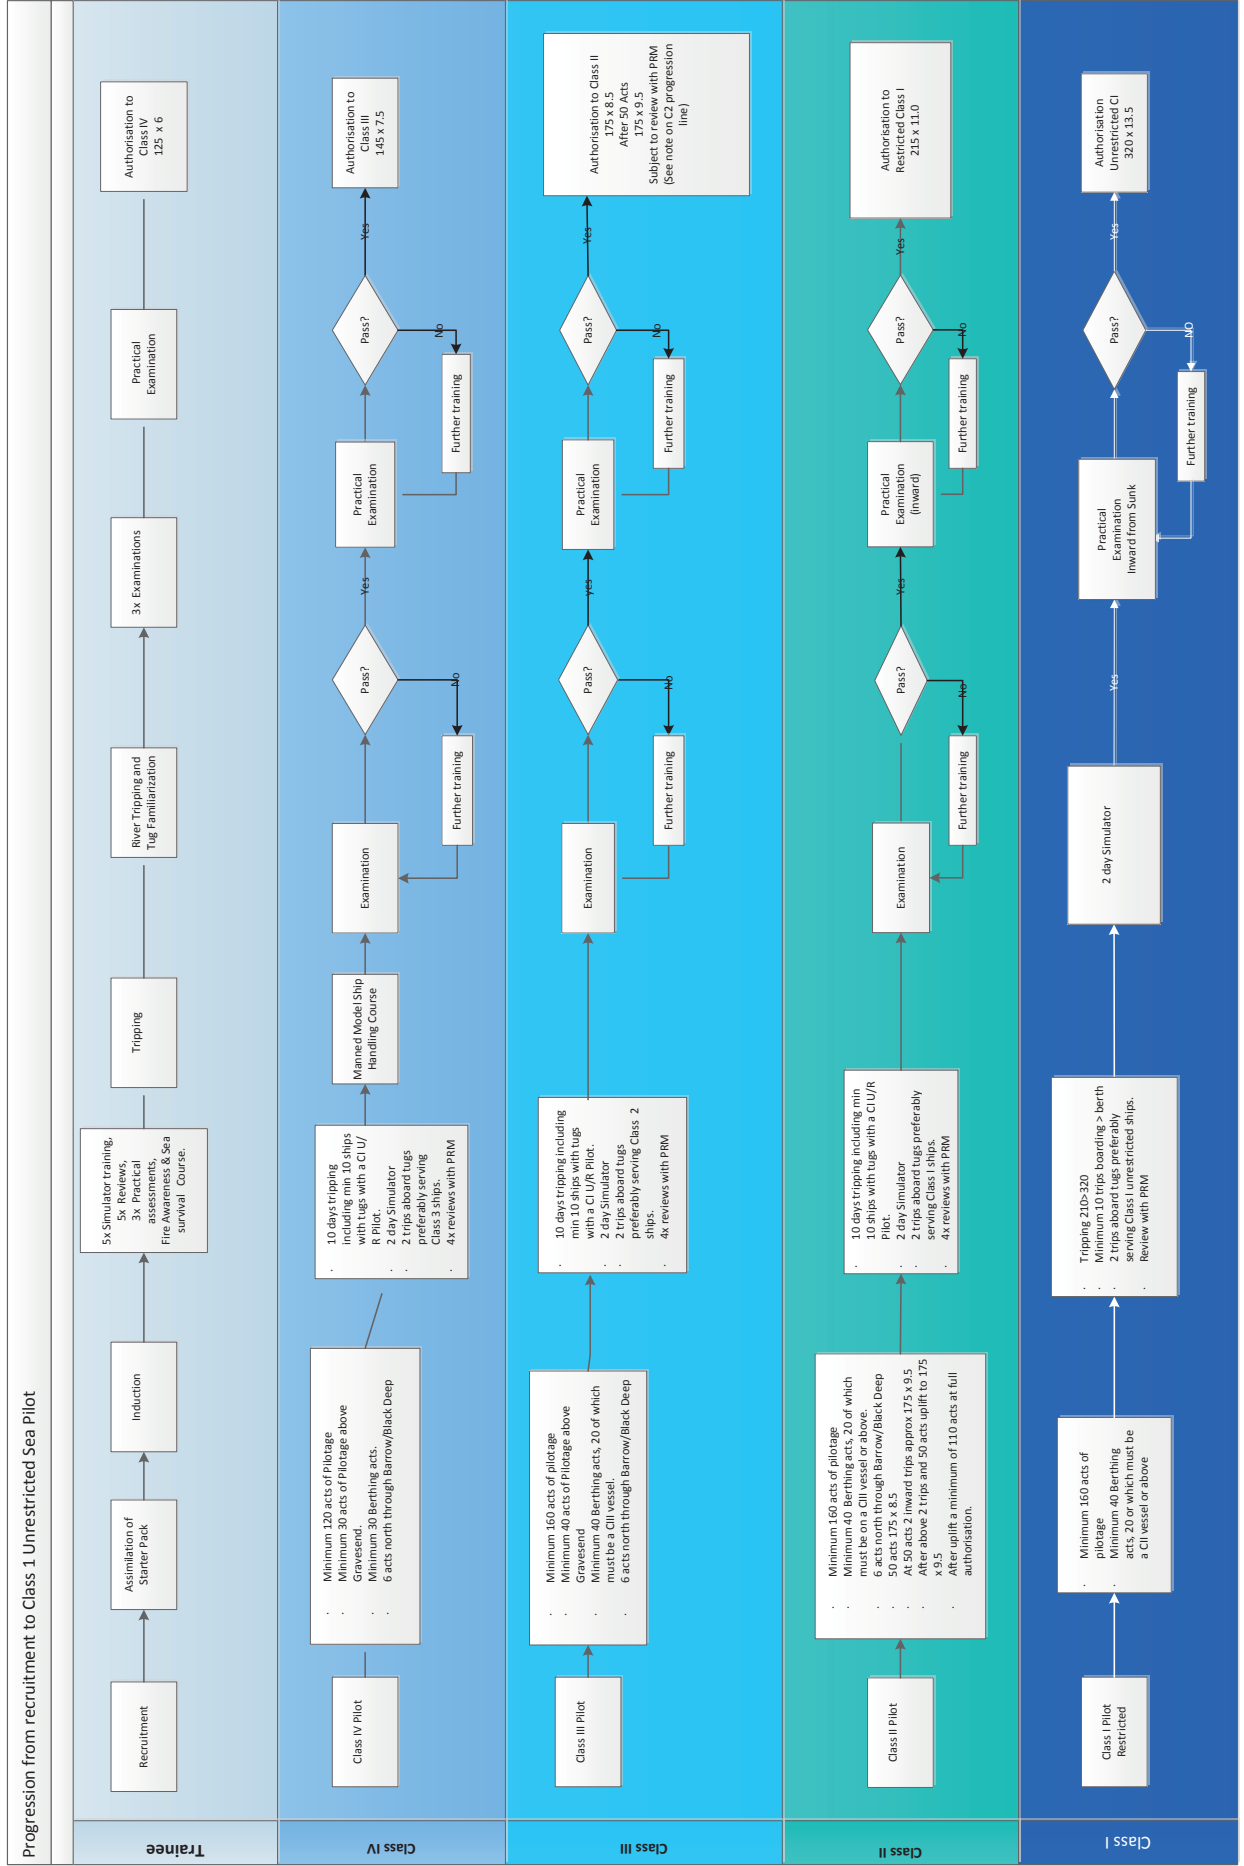 Progression from recruitment to Class 1 Unrestricted Sea Pilot
Trainee
Recruitment
Assimilation of
Starter Pack
Induction
5x Simulator training,
5x Reviews,
3x Practical
assessments,
Fire Awareness & Sea
survival Course.
Tripping
River Tripping and
Tug Familiarization
3x Examinations
Practical
Examination
Authorisation to
Class IV
125 x 6
Class IV
Class IV Pilot
· Minimum 120 acts of Pilotage
· Minimum 30 acts of Pilotage above
Gravesend.
· Minimum 30 Berthing acts.
· 6 acts north through Barrow/Black Deep
· 10 days tripping
including min 10 ships
with tugs with a CI U/
R Pilot.
· 2 day Simulator
· 2 trips aboard tugs
preferably serving
Class 3 ships.
· 4x reviews with PRM
Manned Model Ship
Handling Course
Examination
Pass?
No
Further training
Yes
Practical
Examination
Pass?
No
Further training
Yes
Authorisation to
Class III
145 x 7.5
Class III
Class III Pilot
· Minimum 160 acts of pilotage
· Minimum 40 acts of Pilotage above
Gravesend
· Minimum 40 Berthing acts, 20 of which
must be a CIII vessel.
· 6 acts north through Barrow/Black Deep
· 10 days tripping including
min 10 ships with tugs
with a CI U/R Pilot.
· 2 day Simulator
· 2 trips aboard tugs
preferably serving Class 2
ships.
· 4x reviews with PRM
Examination
Pass?
No
Further training
yes
Practical
Examination
Pass?
No
Further training
Yes
Authorisation to Class II
175 x 8.5
After 50 Acts
175 x 9.5
Subject to review with PRM
(See note on C2 progression
line)
Class II
Class II Pilot
· Minimum 160 acts of pilotage
· Minimum 40 Berthing acts, 20 of which
must be on a CIII vessel or above.
· 6 acts north through Barrow/Black Deep
· 50 acts 175 x 8.5
· At 50 acts 2 inward trips approx 175 x 9.5
· After above 2 trips and 50 acts uplift to 175
x 9.5
· After uplift a minimum of 110 acts at full
authorisation.
· 10 days tripping including min
10 ships with tugs with a CI U/R
Pilot.
· 2 day Simulator
· 2 trips aboard tugs preferably
serving Class I ships.
· 4x reviews with PRM
Examination
Pass?
No
Further training
Yes
Practical
Examination
(inward)
Pass?
No
Further training
Yes
Authorisation to
Restricted Class I
215 x 11.0
Class I
Class I Pilot
Restricted
· Minimum 160 acts of
pilotage
· Minimum 40 Berthing
acts, 20 or which must be
a CII vessel or above
· Tripping 210>320
· Minimum 10 trips boarding > berth
· 2 trips aboard tugs preferably
serving Class I unrestricted ships.
· Review with PRM
2 day Simulator
Yes
Practical
Examination
Inward from Sunk
Pass?
NO
Further training
Yes
Authorisation
Unrestricted CI
320 x 13.5